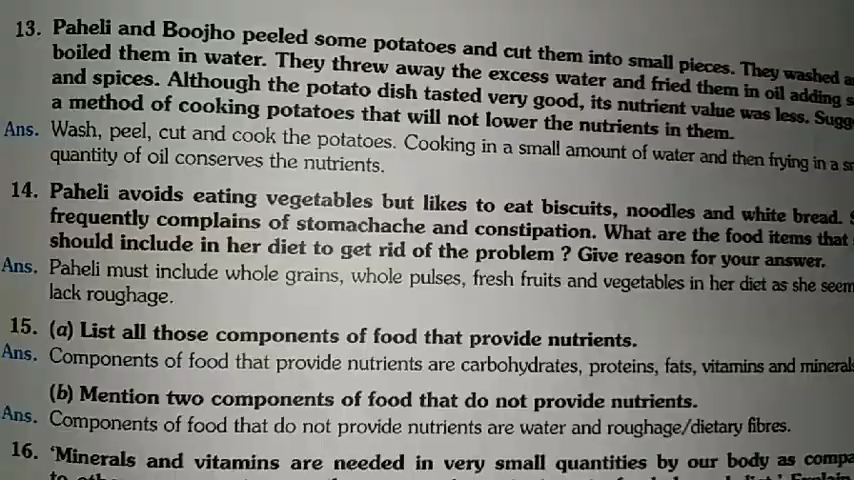 13. Paheli and Boojho peeled some potatoes and cut them into small pieces. They washed
boiled them in water. They threw away the excess water and fried them in oil adding
and spices. Although the potato dish tasted very good, its nutrient value was less.
a method of cooking potatoes that will not lower the nutrients in them.
Ans. Wash, peel, cut and cook the potatoes. Cooking in a small amount of water and then frying in a
quantity of oil conserves the nutrients.
14. Paheli avoids eating vegetables but likes to eat biscuits, noodles and white bread.
frequently complains of stomachache and constipation. What are the food items that
should include in her diet to get rid of the problem ? Give reason for your answer.
Ans. Paheli must include whole grains, whole pulses, fresh fruits and vegetables in her diet as she seem
lack roughage.
15. (a) List all those components of food that provide nutrients.
Ans. Components of food that provide nutrients are carbohydrates, proteins, fats, vitamins and minerals
(b) Mention two components of food that do not provide nutrients.
Ans. Components of food that do not provide nutrients are water and roughage/dietary fibres.
16. 'Minerals and vitamins are needed in very small quantities by our body as compa